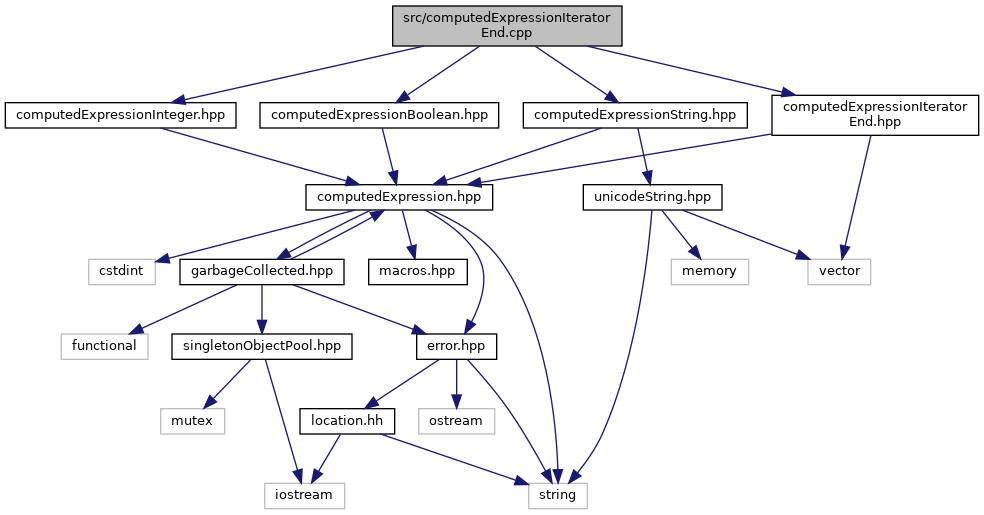 src/computedExpressionIterator
End.cpp
computedExpressionInteger.hpp
computedExpressionBoolean.hpp
computedExpressionString.hpp
computedExpressionIterator
End.hpp
computedExpression.hpp
unicodeString.hpp
cstdint
garbageCollected.hpp
macros.hpp
memory
vector
functional
singletonObjectPool.hpp
error.hpp
mutex
location.hh
ostream
iostream
string